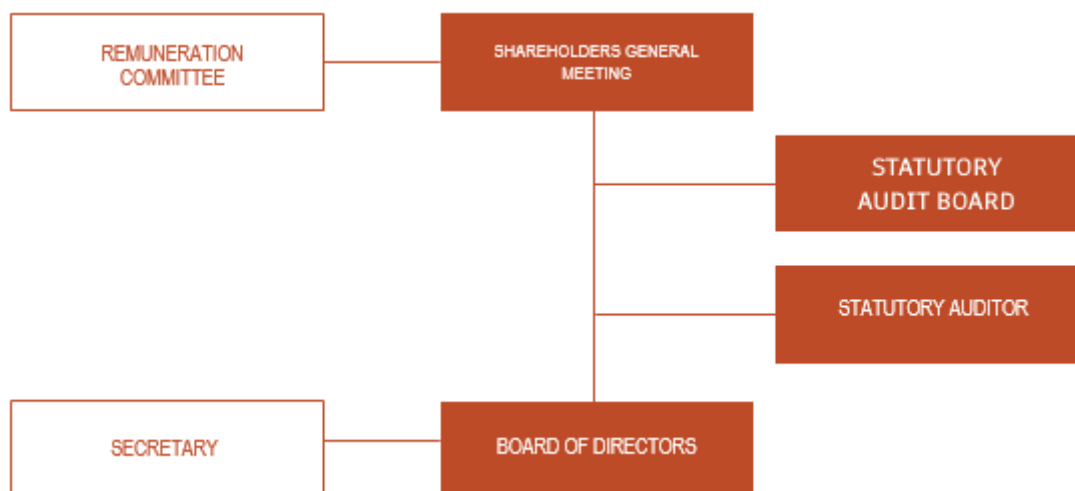 REMUNERATION
COMMITTEE
SHAREHOLDERS GENERAL
MEETING
STATUTORY
AUDIT BOARD
STATUTORY AUDITOR
SECRETARY
BOARD OF DIRECTORS